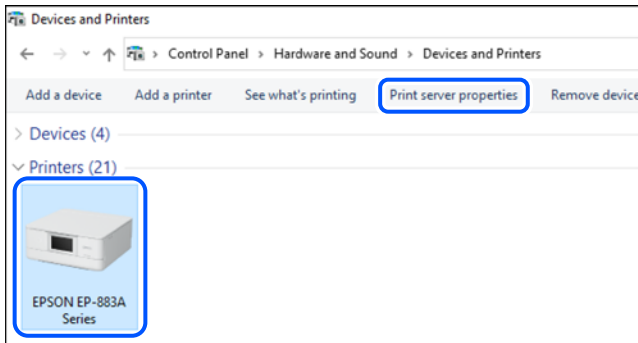 Devices and Printers
Control Panel > Hardware and Sound > Devices and Printers
Add a device Add a printer See what's printing Print server properties Remove device
Devices (4)
Printers (21)
EPSON EP-883A
Series